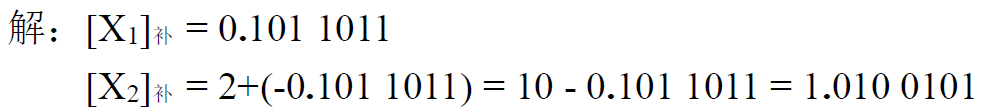 解：[X1]补 = 0.101 1011
[X2]补 = 2+(-0.101 1011) = 10 - 0.101 1011 = 1.010 0101